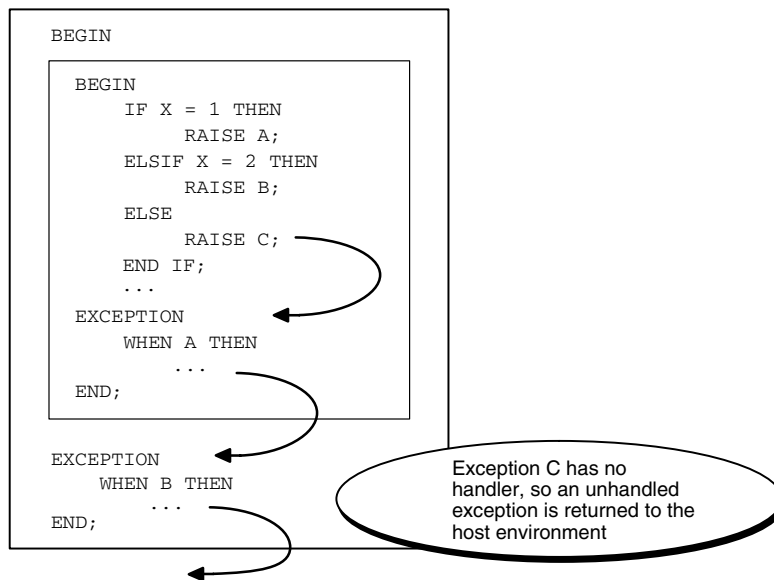 BEGIN
BEGIN
IF X = 1 THEN
RAISE A;
ELSIF X = 2 THEN
RAISE B;
ELSE
RAISE C;
END IF;
...
EXCEPTION
WHEN A THEN
...
END;
EXCEPTION
WHEN B THEN
...
END;
Exception C has no
handler, so an unhandled
exception is returned to the
host environment